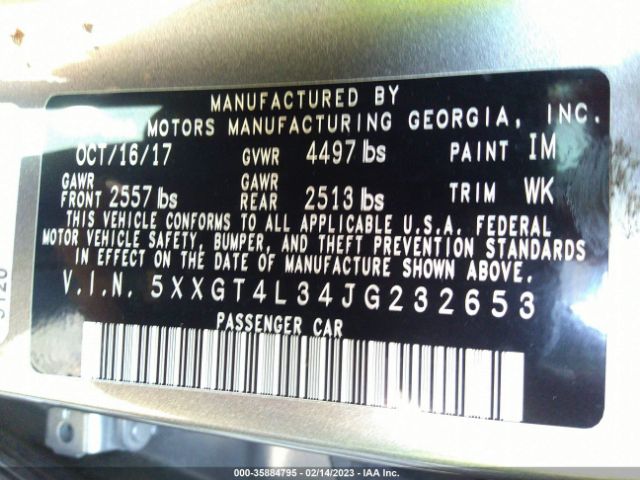 MANUFACTURED BY
MOTORS MANUFACTURING GEORGIA, INC.
OCT/16/17 GVWR 4497 lbs PAINT IM
GAWR FRONT 2557 lbs GAWR REAR 2513 lbs TRIM WK
THIS VEHICLE CONFORMS TO ALL APPLICABLE U.S.A. FEDERAL
MOTOR VEHICLE SAFETY, BUMPER, AND THEFT PREVENTION STANDARDS
IN EFFECT ON THE DATE OF MANUFACTURE SHOWN ABOVE.
V.I.N. 5XXGT4L34JG232653
PASSENGER CAR
000-35884795 - 02/14/2023 - IAA Inc.